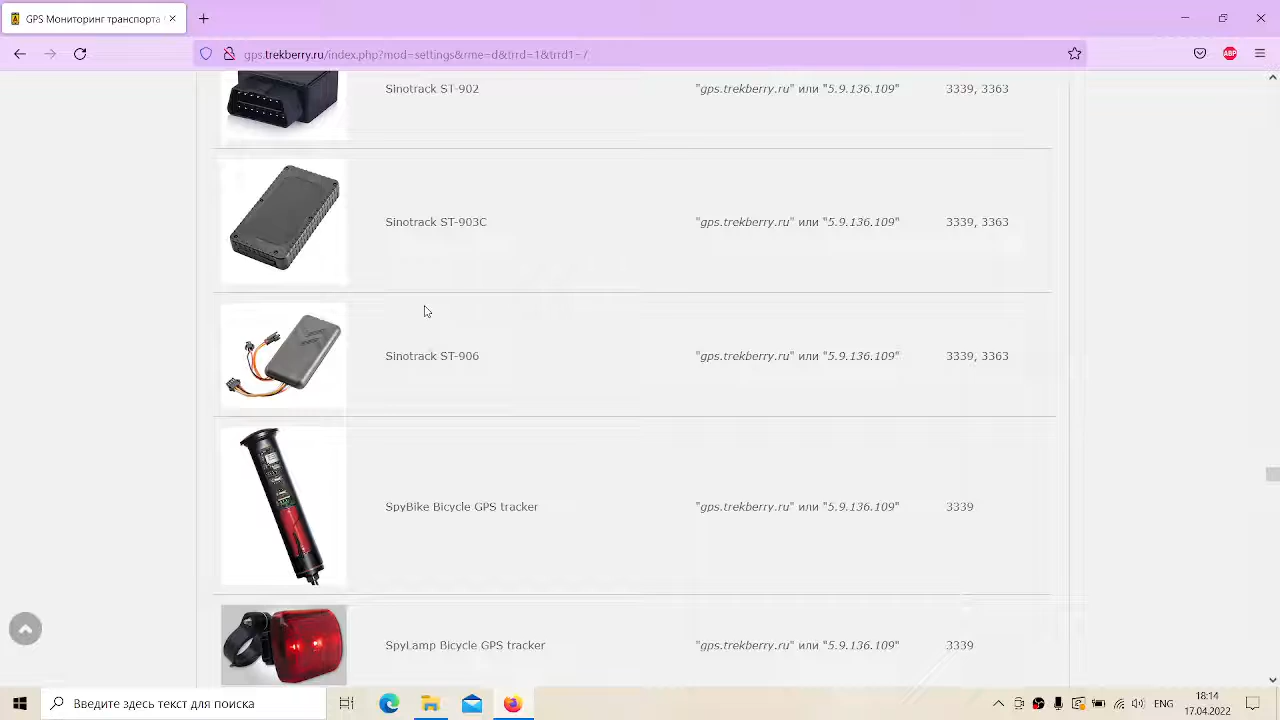 GPS Мониторинг транспорта
gps.trekberry.ru/index.php?mod=settings&rme=d&trrd=1&trrd1=/
ABP
Sinotrack ST-902 "gps.trekberry.ru" или "5.9.136.109" 3339, 3363
Sinotrack ST-903C "gps.trekberry.ru" или "5.9.136.109" 3339, 3363
Sinotrack ST-906 "gps.trekberry.ru" или "5.9.136.109" 3339, 3363
SpyBike Bicycle GPS tracker "gps.trekberry.ru" или "5.9.136.109" 3339
SpyLamp Bicycle GPS tracker "gps.trekberry.ru" или "5.9.136.109" 3339
Введите здесь текст для поиска
ENG
18:14
17.04.2022